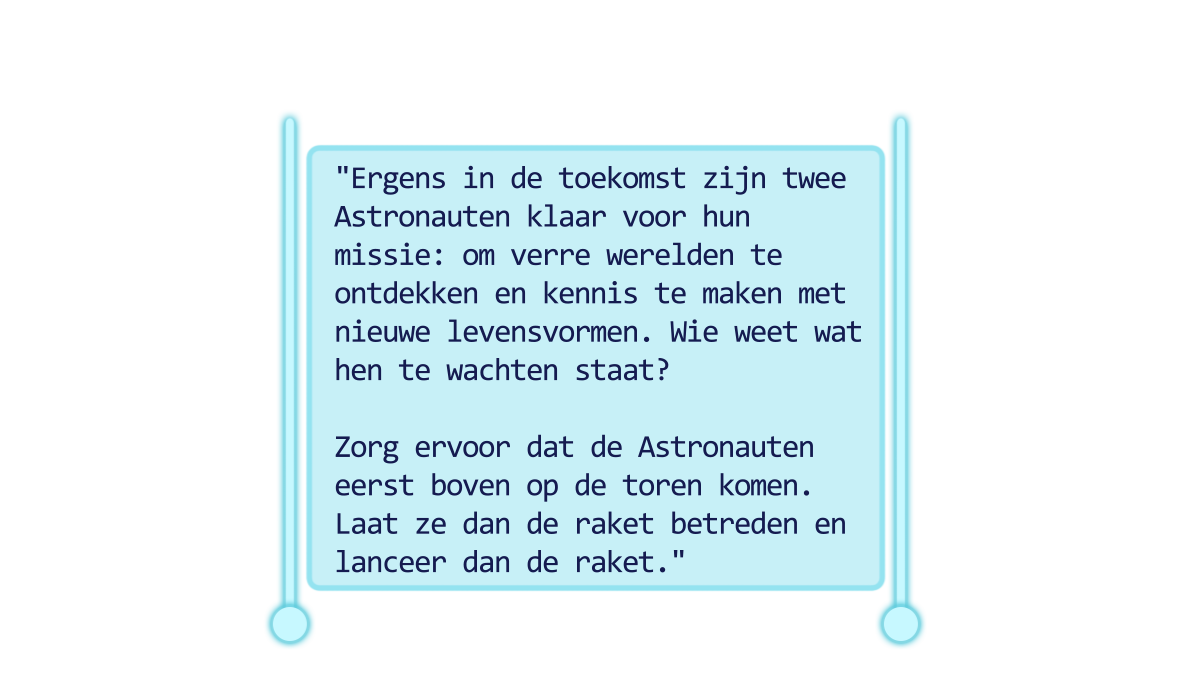 "Ergens in de toekomst zijn twee
Astronauten klaar voor hun
missie: om verre werelden te
ontdekken en kennis te maken met
nieuwe levensvormen. Wie weet wat
hen te wachten staat?
Zorg ervoor dat de Astronauten
eerst boven op de toren komen.
Laat ze dan de raket betreden en
lanceer dan de raket."